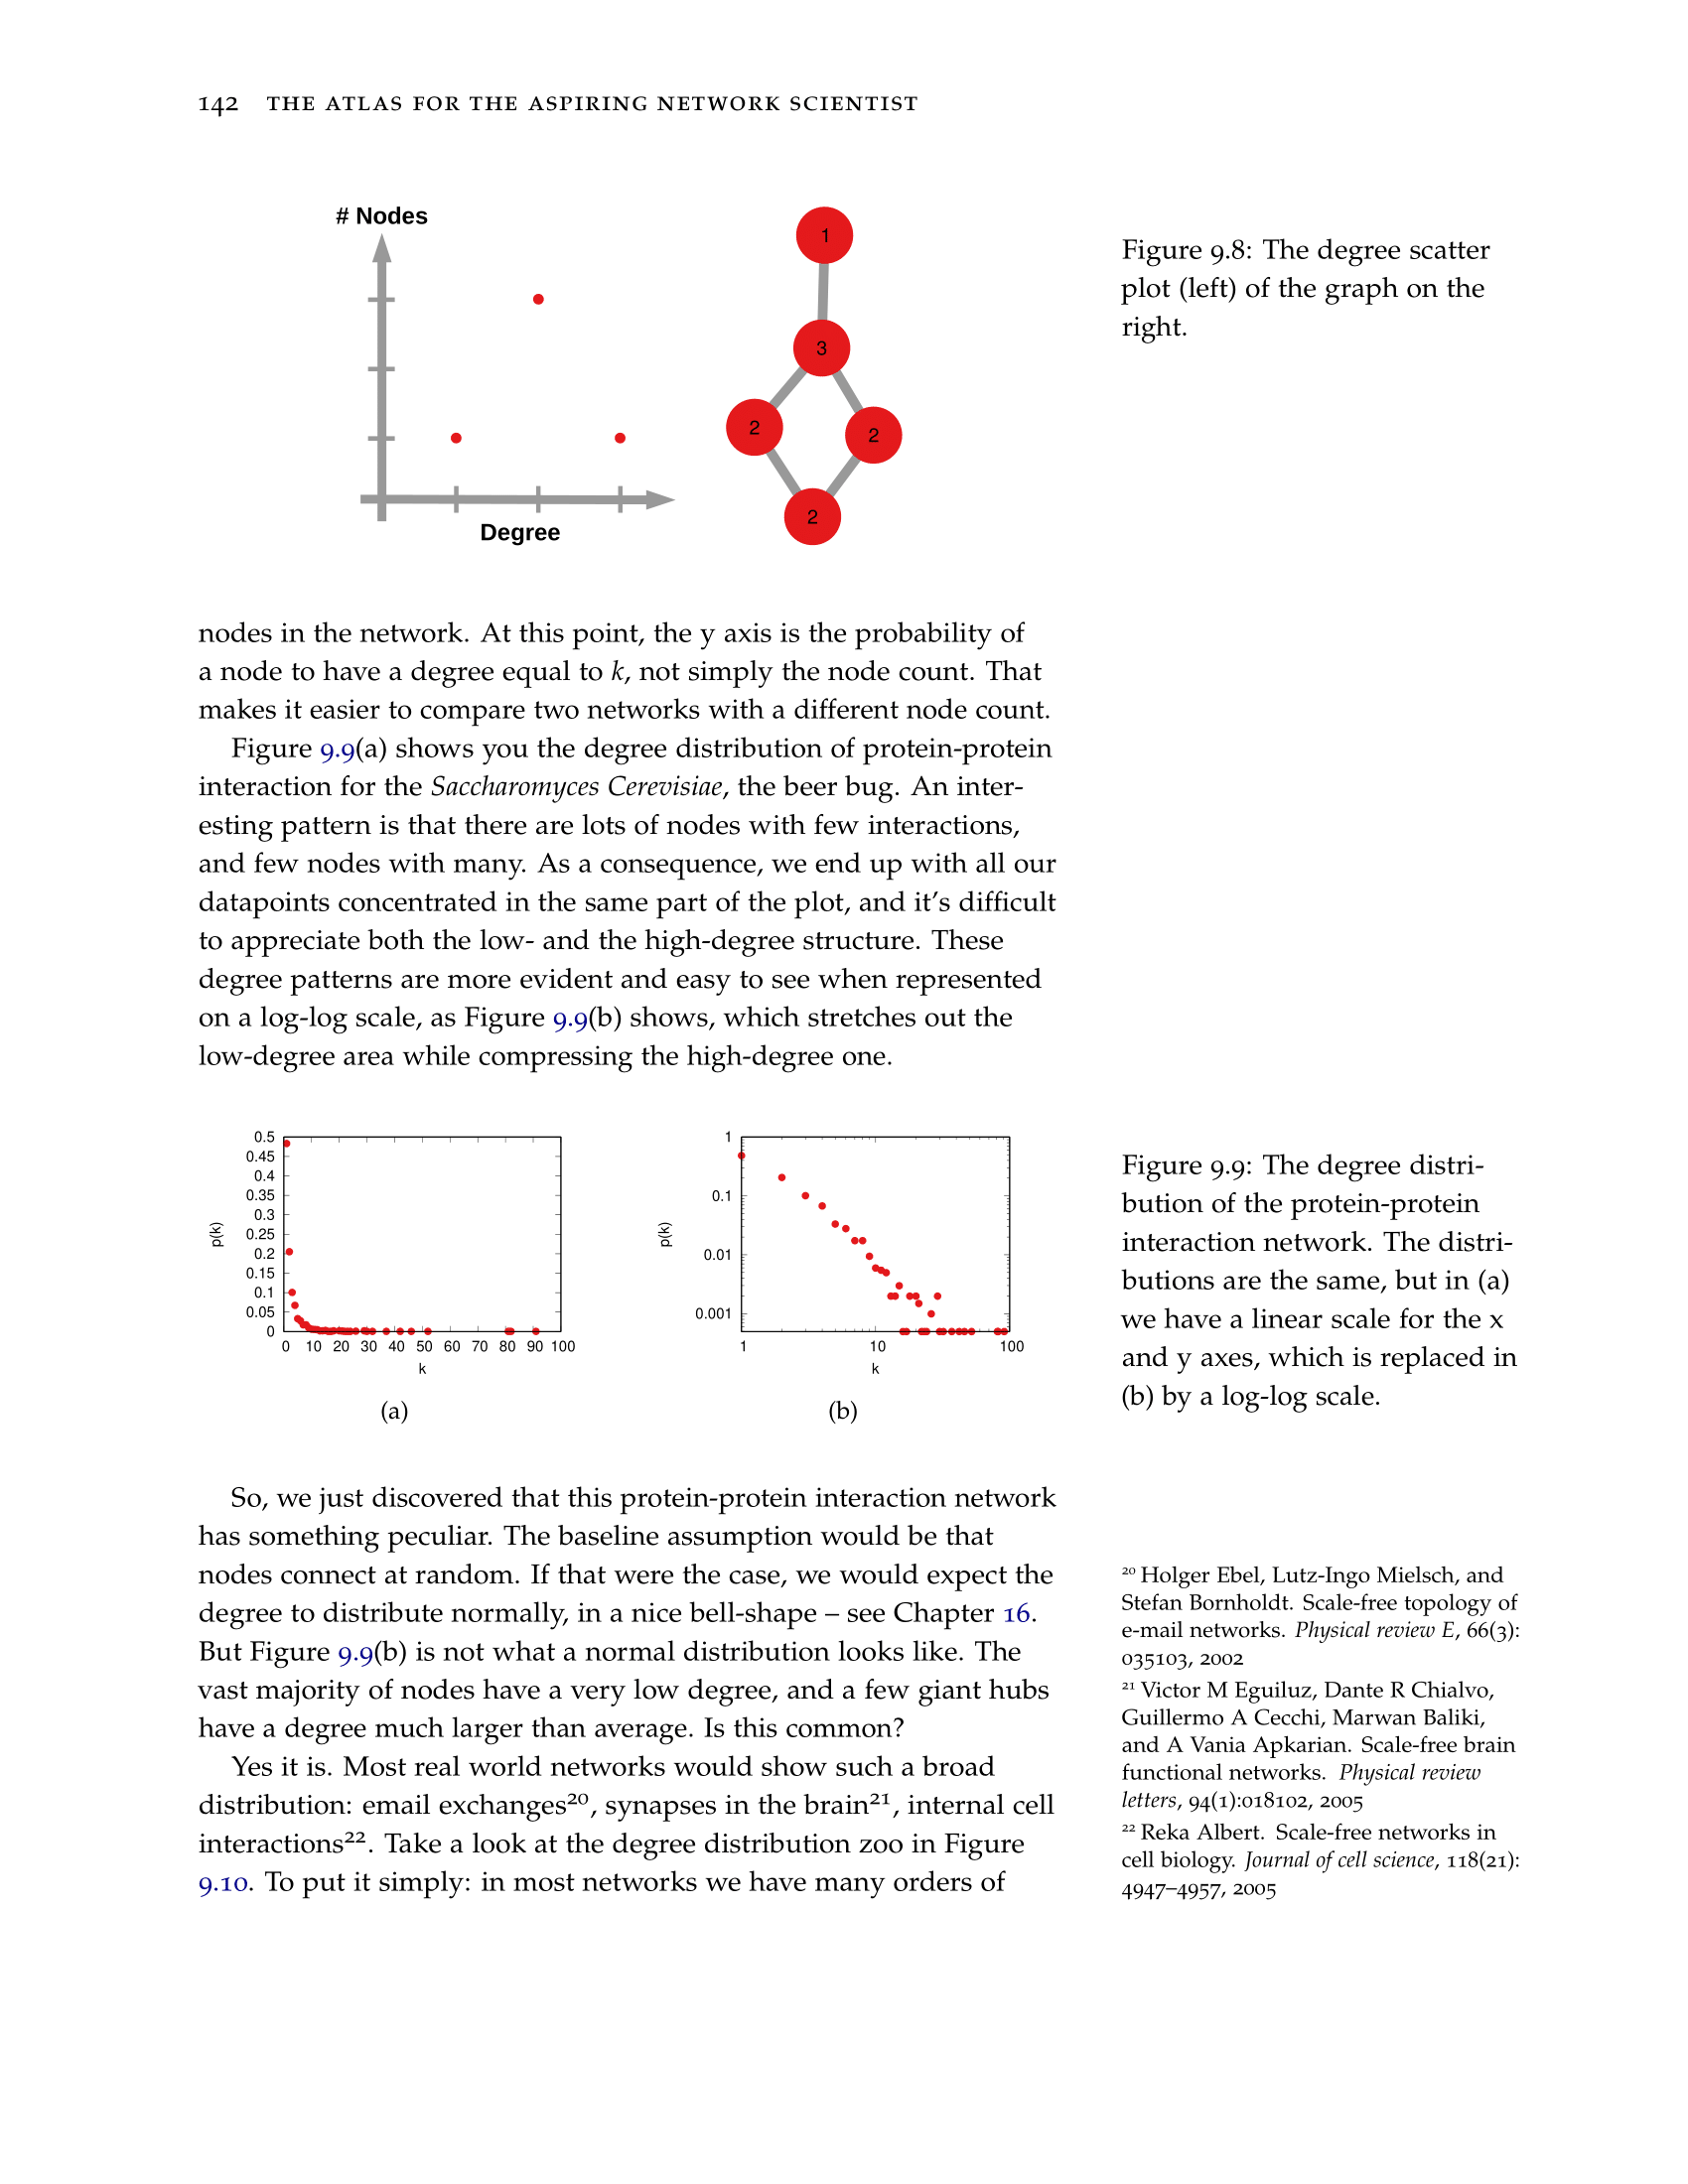 142 THE ATLAS FOR THE ASPIRING NETWORK SCIENTIST
# Nodes
Degree
1
3
2
2
2
Figure 9.8: The degree scatter
plot (left) of the graph on the
right.
nodes in the network. At this point, the y axis is the probability of
a node to have a degree equal to k, not simply the node count. That
makes it easier to compare two networks with a different node count.
Figure 9.9(a) shows you the degree distribution of protein-protein
interaction for the Saccharomyces Cerevisiae, the beer bug. An inter-
esting pattern is that there are lots of nodes with few interactions,
and few nodes with many. As a consequence, we end up with all our
datapoints concentrated in the same part of the plot, and it's difficult
to appreciate both the low- and the high-degree structure. These
degree patterns are more evident and easy to see when represented
on a log-log scale, as Figure 9.9(b) shows, which stretches out the
low-degree area while compressing the high-degree one.
0.5
0.45
0.4
0.35
0.3
0.25
0.2
0.15
0.1
0.05
0
p(k)
0 10 20 30 40 50 60 70 80 90 100
k
(a)
1
0.1
0.01
0.001
p(k)
1 10 100
k
(b)
Figure 9.9: The degree distri-
bution of the protein-protein
interaction network. The distri-
butions are the same, but in (a)
we have a linear scale for the x
and y axes, which is replaced in
(b) by a log-log scale.
So, we just discovered that this protein-protein interaction network
has something peculiar. The baseline assumption would be that
nodes connect at random. If that were the case, we would expect the
degree to distribute normally, in a nice bell-shape – see Chapter 16.
But Figure 9.9(b) is not what a normal distribution looks like. The
vast majority of nodes have a very low degree, and a few giant hubs
have a degree much larger than average. Is this common?
Yes it is. Most real world networks would show such a broad
distribution: email exchanges²⁰, synapses in the brain²¹, internal cell
interactions²². Take a look at the degree distribution zoo in Figure
9.10. To put it simply: in most networks we have many orders of
²⁰ Holger Ebel, Lutz-Ingo Mielsch, and
Stefan Bornholdt. Scale-free topology of
e-mail networks. Physical review E, 66(3):
035103, 2002
²¹ Victor M Eguiluz, Dante R Chialvo,
Guillermo A Cecchi, Marwan Baliki,
and A Vania Apkarian. Scale-free brain
functional networks. Physical review
letters, 94(1):018102, 2005
²² Reka Albert. Scale-free networks in
cell biology. Journal of cell science, 118(21):
4947–4957, 2005